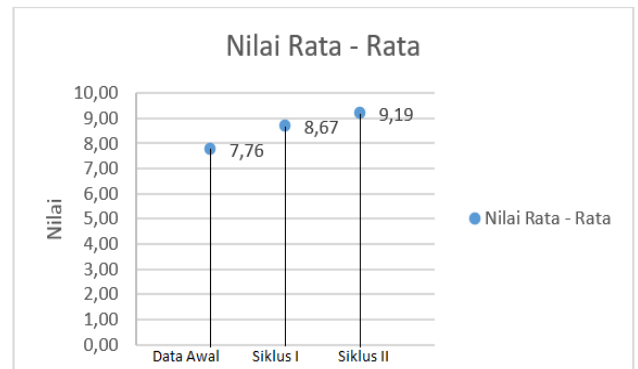 Nilai Rata - Rata
10,00
9,00
8,00
7,00
6,00
5,00
4,00
3,00
2,00
1,00
0,00
Nilai
7,76
8,67
9,19
Data Awal
Siklus I
Siklus II
Nilai Rata - Rata